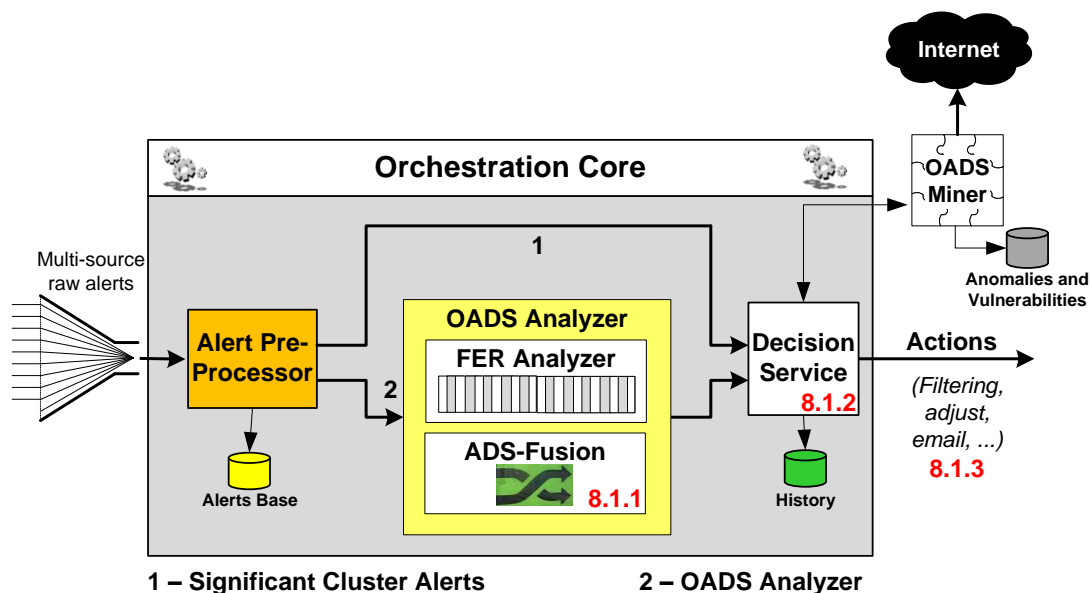 Internet
OADS
Miner
Anomalies and
Vulnerabilities
Orchestration Core
Multi-source
raw alerts
1
Alert Pre-
Processor
2
Alerts Base
OADS Analyzer
FER Analyzer
ADS-Fusion
8.1.1
Decision
Service
8.1.2
History
Actions
(Filtering,
adjust,
email, ...)
8.1.3
1 – Significant Cluster Alerts
2 – OADS Analyzer